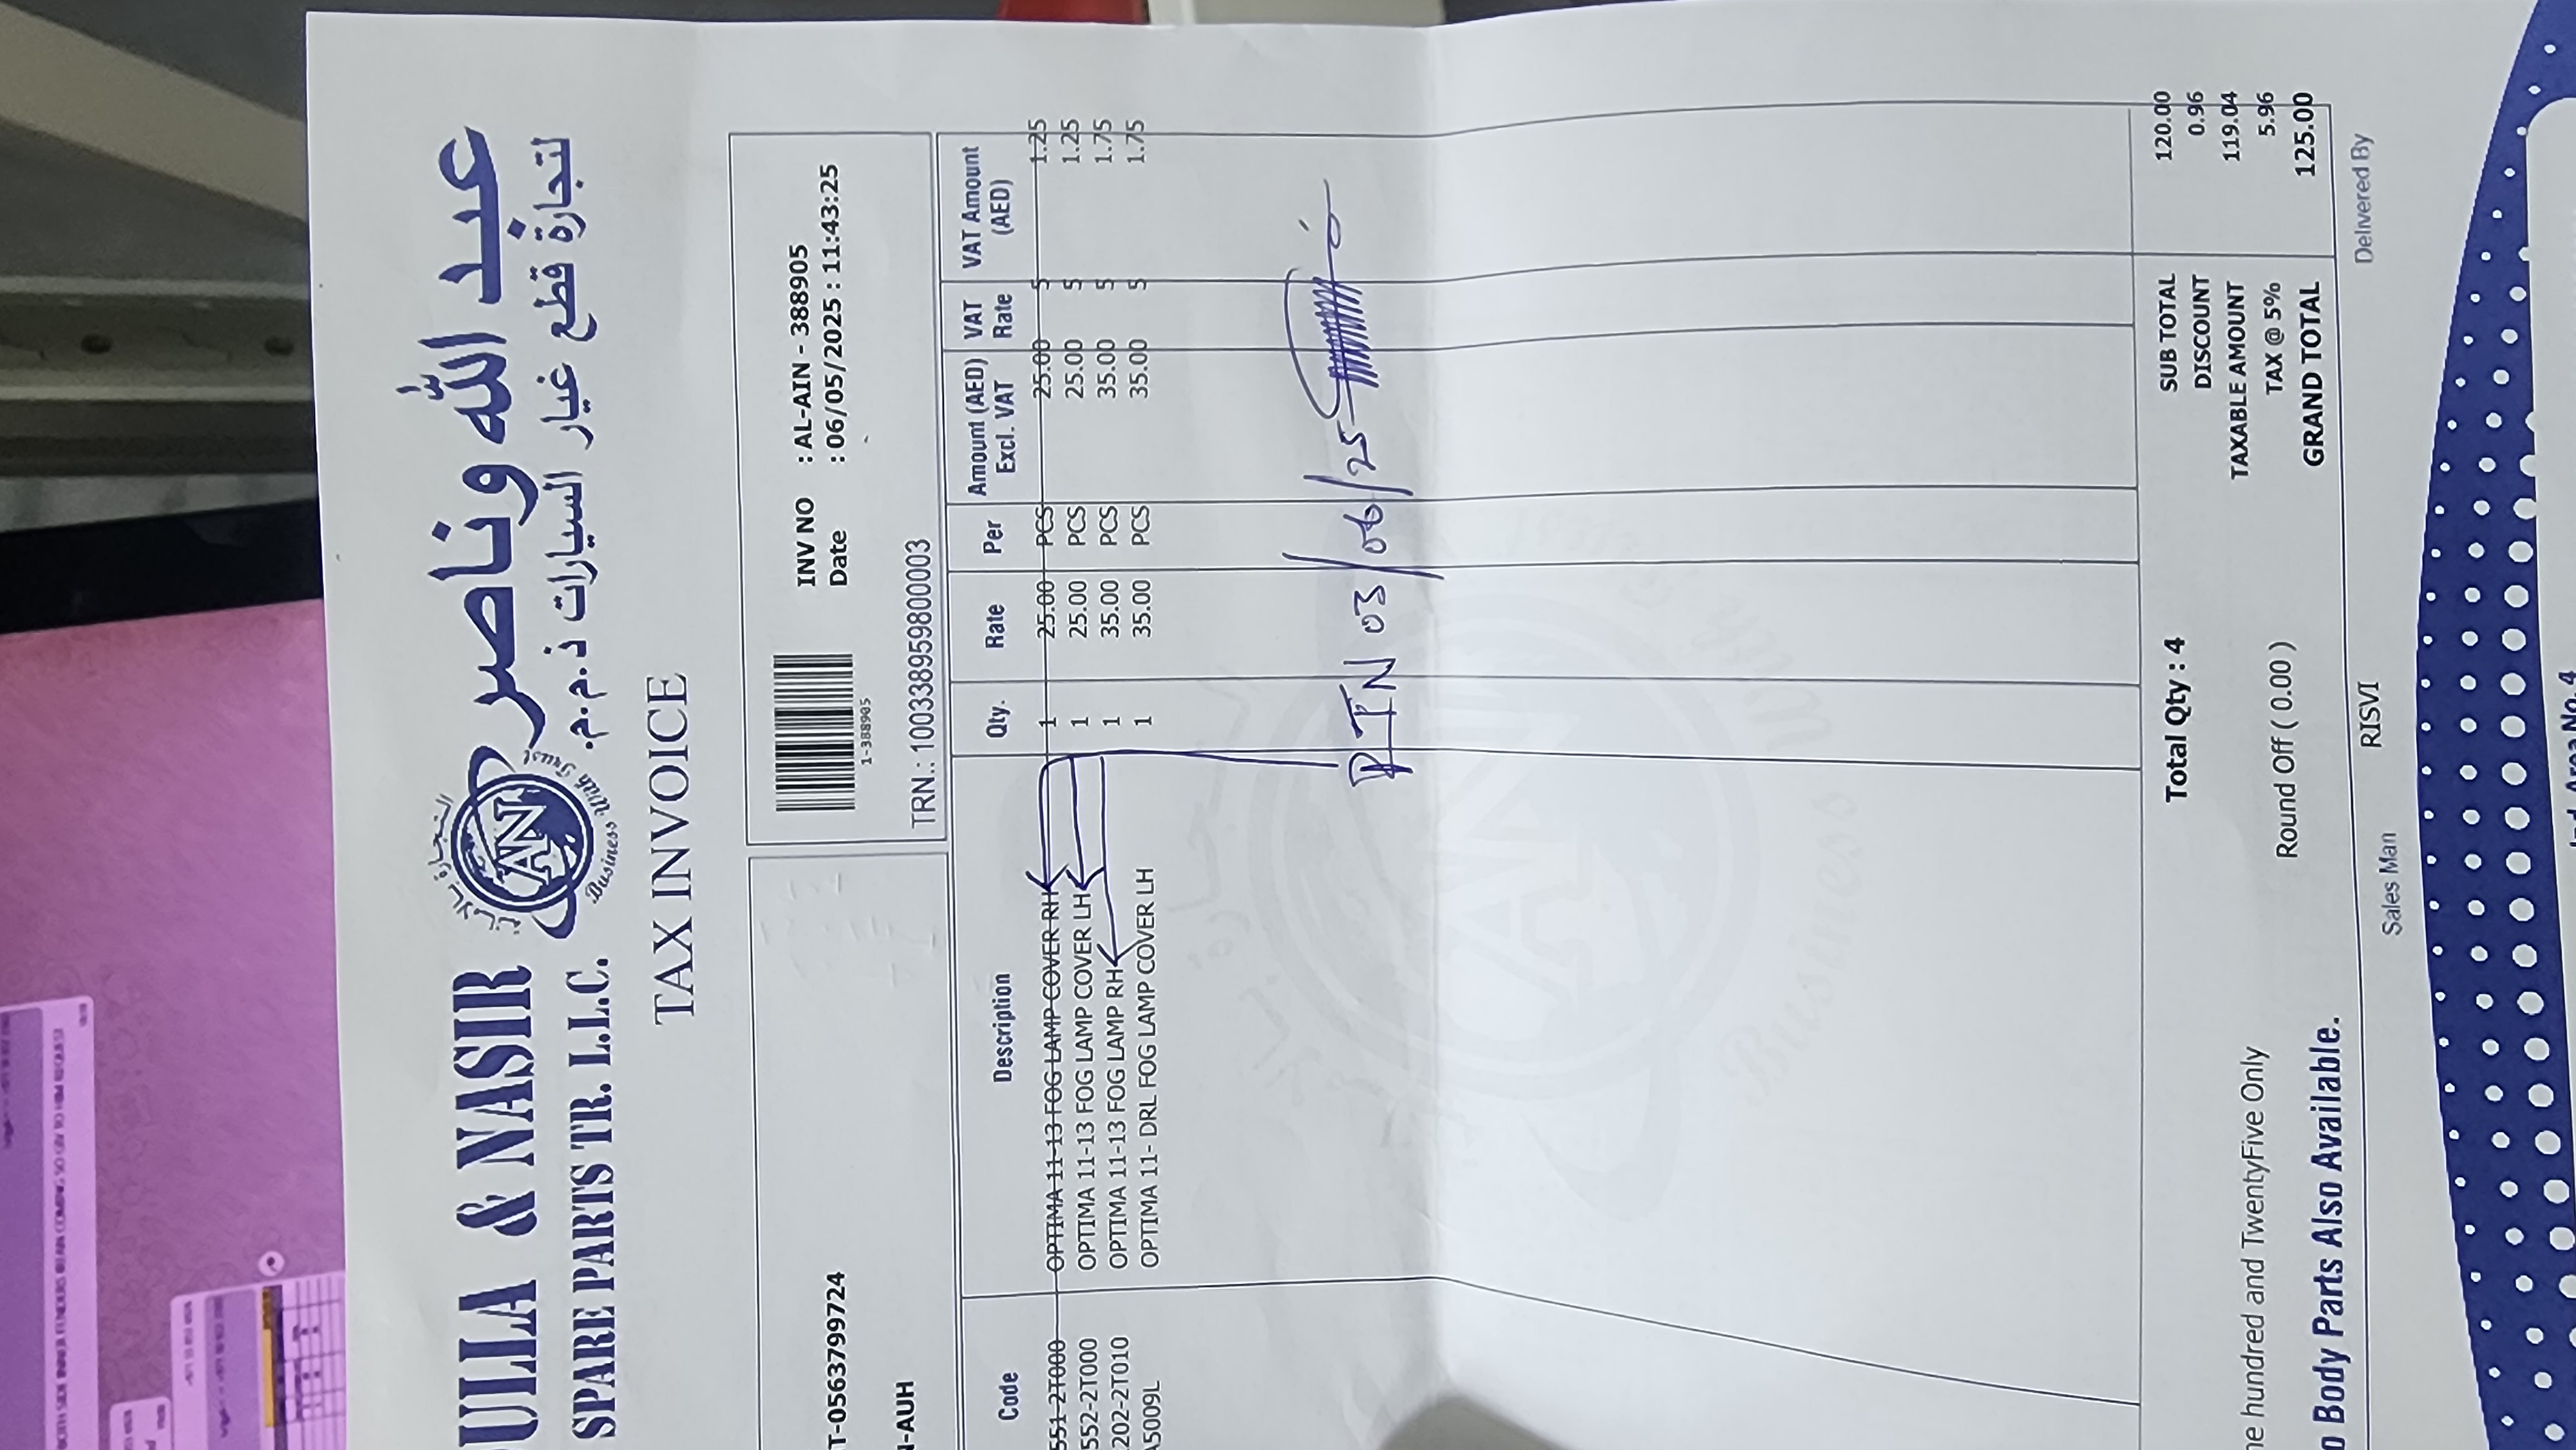 عبد الله وناصر
لتجارة قطع غيار السيارات ذ.م.م.
AN
Business With Trust
ULLA & NASIR
SPARE PARTS TR. L.L.C.
TAX INVOICE
T-0563799724
-AUH
1-388905
INV NO : AL-AIN - 388905
Date : 06/05/2025 : 11:43:25
TRN.: 100338959800003
Code Description Qty. Rate Per Amount (AED) Excl. VAT VAT Rate VAT Amount (AED)
551-2T000 OPTIMA 11-13 FOG LAMP COVER RH 1 25.00 PCS 25.00 5 1.25
552-2T000 OPTIMA 11-13 FOG LAMP COVER LH 1 25.00 PCS 25.00 5 1.25
202-2T010 OPTIMA 11-13 FOG LAMP RH 1 35.00 PCS 35.00 5 1.75
A5009L OPTIMA 11- DRL FOG LAMP COVER LH 1 35.00 PCS 35.00 5 1.75
RTN 03/06/25
Total Qty : 4
SUB TOTAL 120.00
DISCOUNT 0.96
TAXABLE AMOUNT 119.04
TAX @ 5% 5.96
Round Off ( 0.00 )
GRAND TOTAL 125.00
ne hundred and TwentyFive Only
Body Parts Also Available.
Sales Man RISVI Delivered By